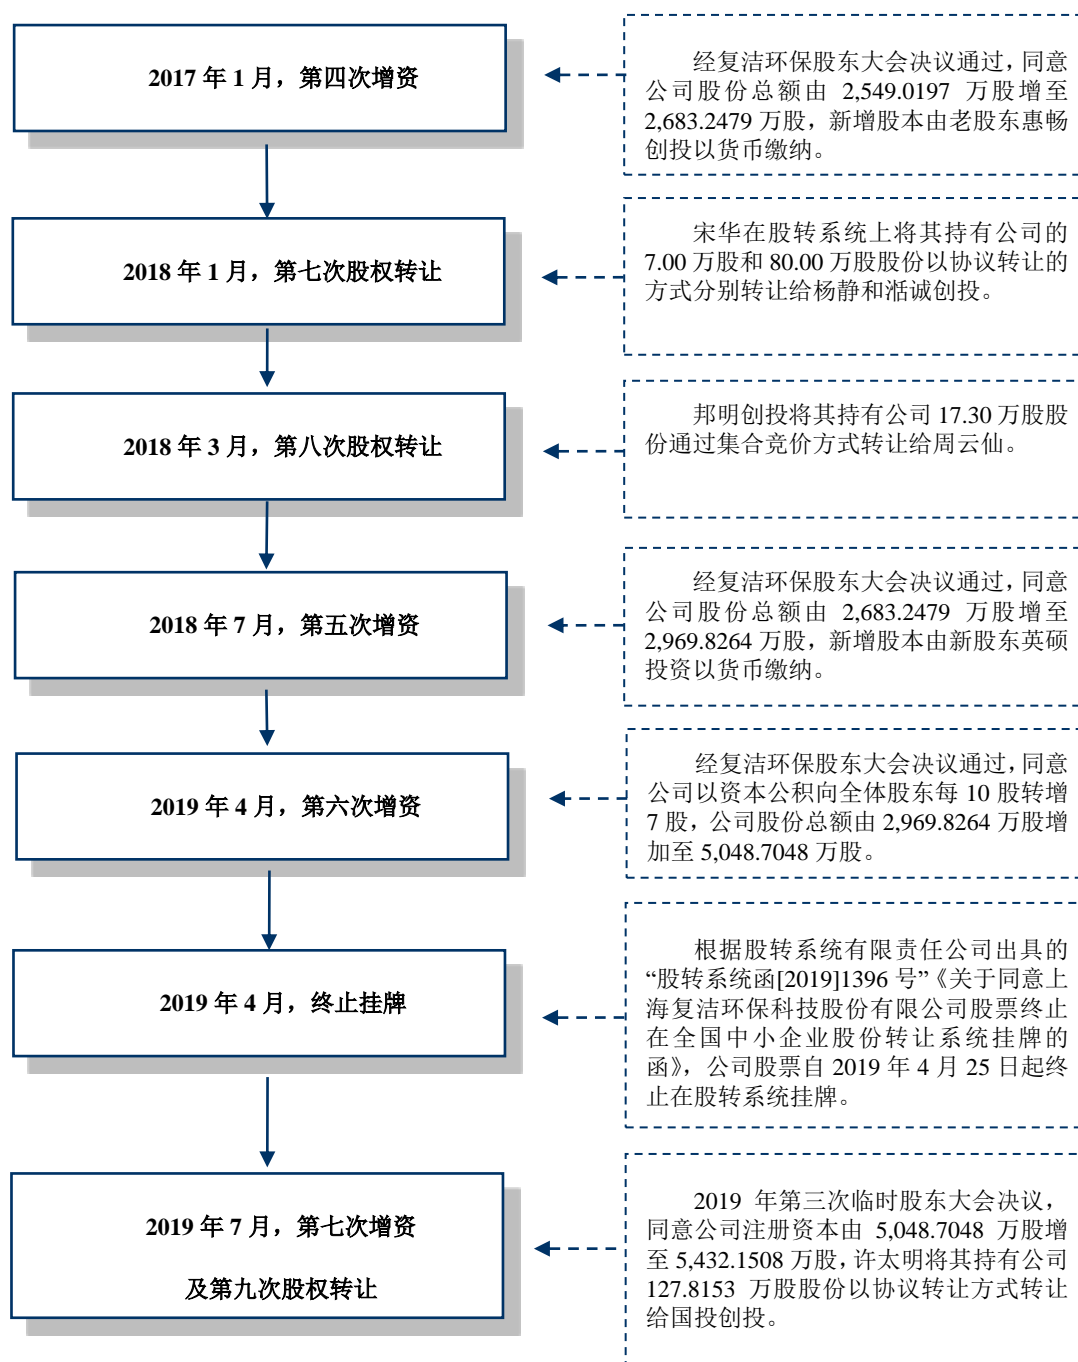 2017 年 1 月，第四次增资
经复洁环保股东大会决议通过，同意
公司股份总额由 2,549.0197 万股增至
2,683.2479 万股，新增股本由老股东惠畅
创投以货币缴纳。
2018 年 1 月，第七次股权转让
宋华在股转系统上将其持有公司的
7.00 万股和 80.00 万股股份以协议转让的
方式分别转让给杨静和湉诚创投。
2018 年 3 月，第八次股权转让
邦明创投将其持有公司 17.30 万股股
份通过集合竞价方式转让给周云仙。
2018 年 7 月，第五次增资
经复洁环保股东大会决议通过，同意
公司股份总额由 2,683.2479 万股增至
2,969.8264 万股，新增股本由新股东英硕
投资以货币缴纳。
2019 年 4 月，第六次增资
经复洁环保股东大会决议通过，同意
公司以资本公积向全体股东每 10 股转增
7 股，公司股份总额由 2,969.8264 万股增
加至 5,048.7048 万股。
2019 年 4 月，终止挂牌
根据股转系统有限责任公司出具的
“股转系统函[2019]1396 号”《关于同意上
海复洁环保科技股份有限公司股票终止
在全国中小企业股份转让系统挂牌的
函》，公司股票自 2019 年 4 月 25 日起终
止在股转系统挂牌。
2019 年 7 月，第七次增资
及第九次股权转让
2019 年第三次临时股东大会决议，
同意公司注册资本由 5,048.7048 万股增
至 5,432.1508 万股，许太明将其持有公司
127.8153 万股股份以协议转让方式转让
给国投创投。